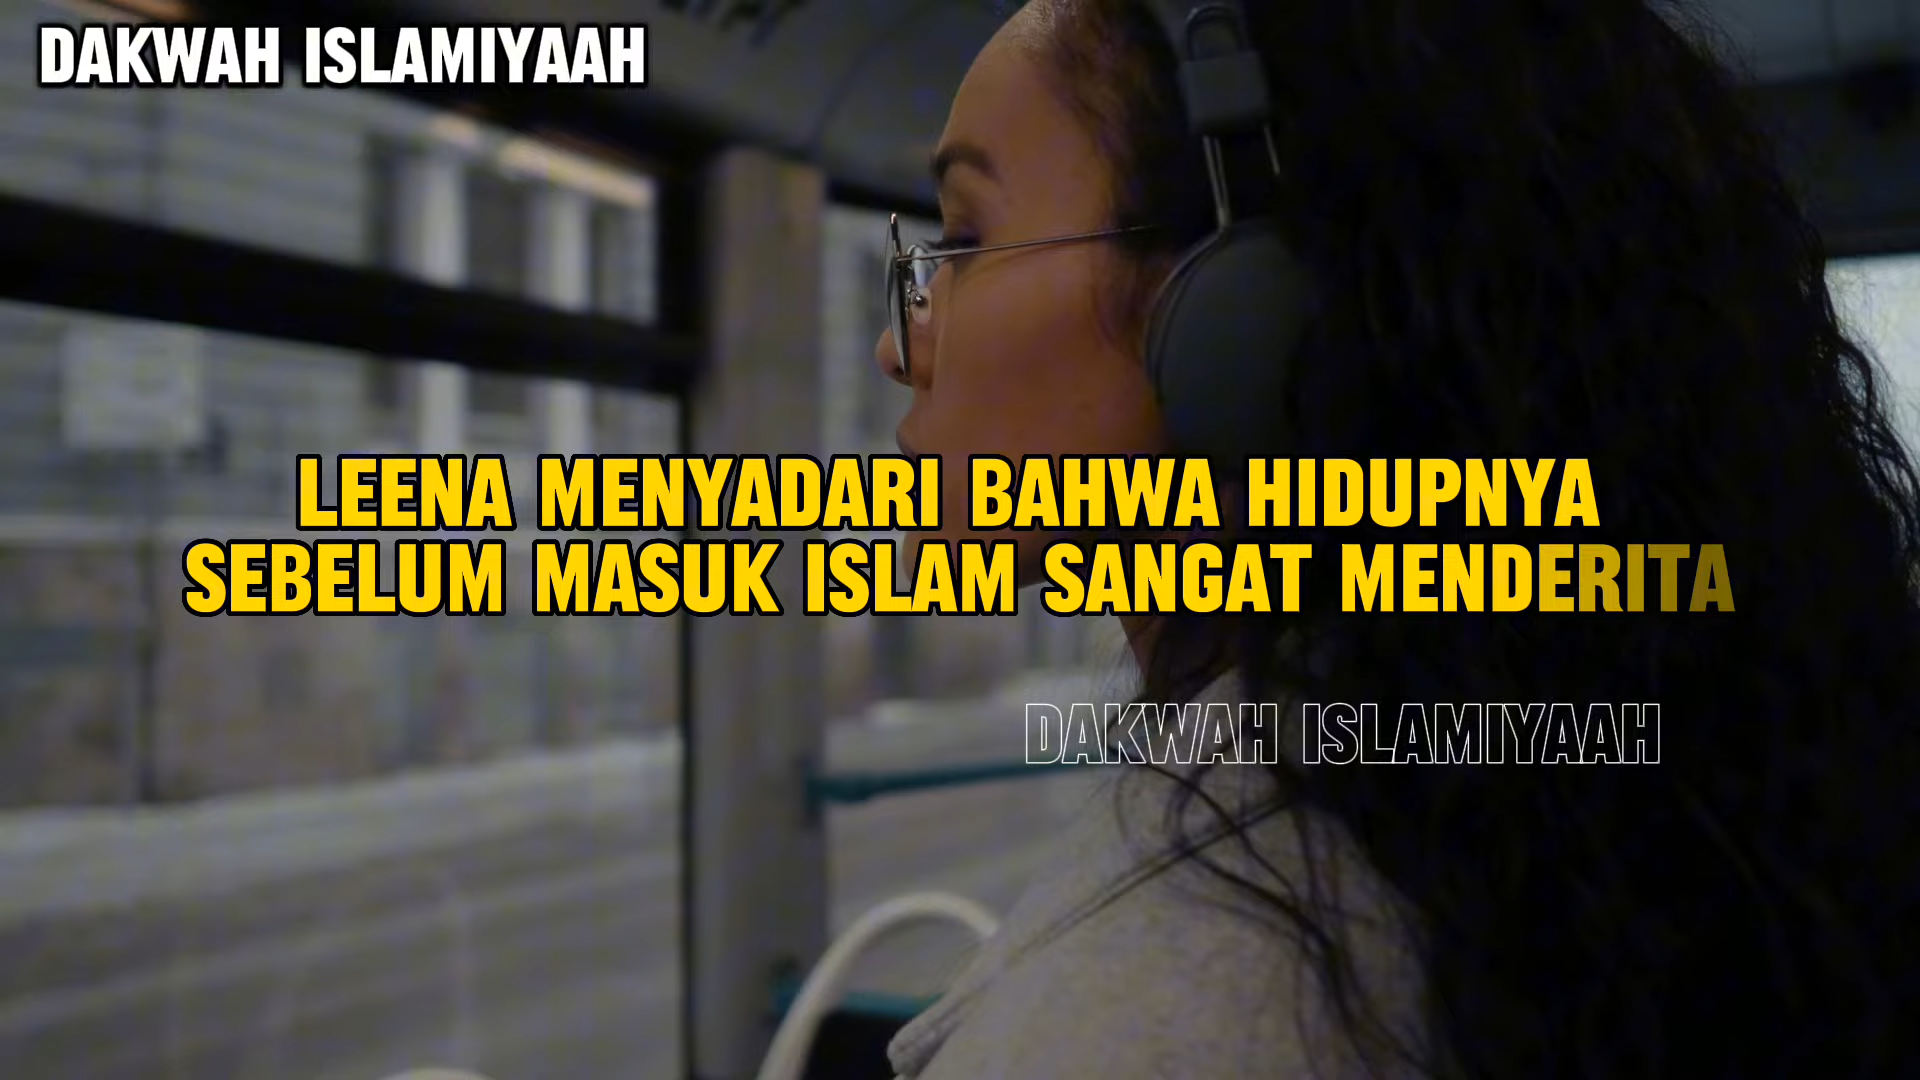 DAKWAH ISLAMIYAAH
LEENA MENYADARI BAHWA HIDUPNYA
SEBELUM MASUK ISLAM SANGAT MENDERITA
DAKWAH ISLAMIYAAH